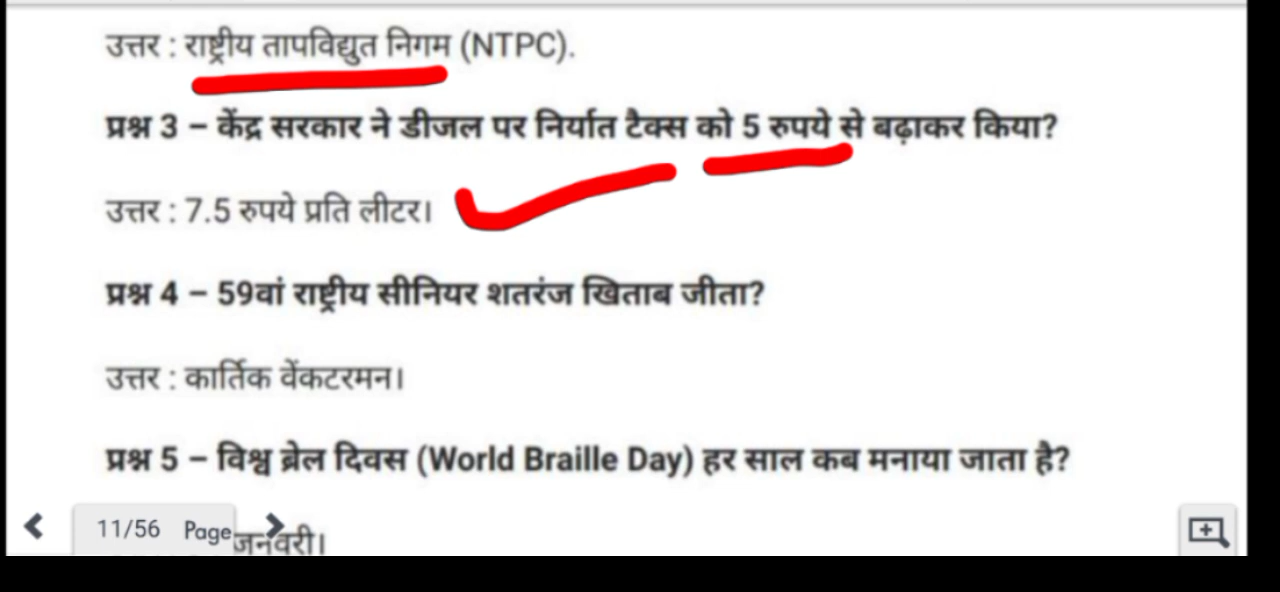 उत्तर : राष्ट्रीय तापविद्युत निगम (NTPC).
प्रश्न 3 – केंद्र सरकार ने डीजल पर निर्यात टैक्स को 5 रुपये से बढ़ाकर किया?
उत्तर : 7.5 रुपये प्रति लीटर।
प्रश्न 4 – 59वां राष्ट्रीय सीनियर शतरंज खिताब जीता?
उत्तर : कार्तिक वेंकटरमन।
प्रश्न 5 – विश्व ब्रेल दिवस (World Braille Day) हर साल कब मनाया जाता है?
जनवरी।
11/56 Page